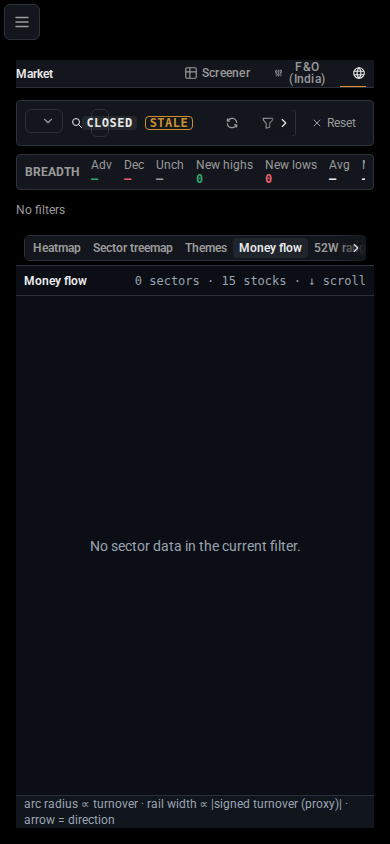 Market
Screener
F&O
(India)
CLOSED
STALE
Reset
BREADTH
Adv
Dec
Unch
New highs
New lows
Avg
–
–
–
0
0
–
No filters
Heatmap
Sector treemap
Themes
Money flow
52W
Money flow
0 sectors · 15 stocks · ↓ scroll
No sector data in the current filter.
arc radius ∝ turnover · rail width ∝ |signed turnover (proxy)| ·
arrow = direction